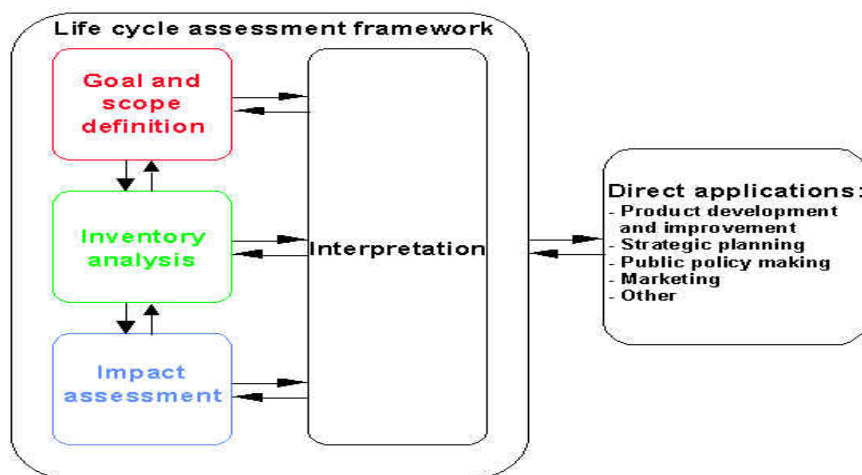 Life cycle assessment framework
Goal and
scope
definition
Inventory
analysis
Impact
assessment
Interpretation
Direct applications:
- Product development
and improvement
- Strategic planning
- Public policy making
- Marketing
- Other